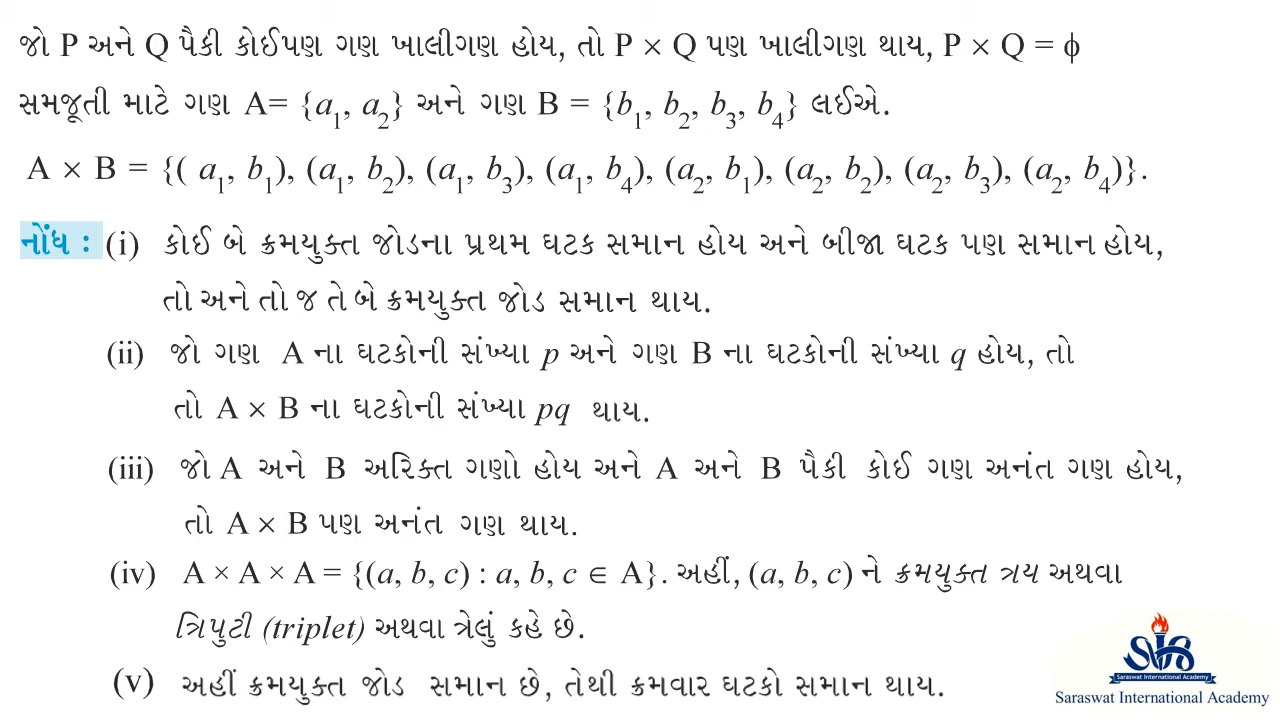 જો P અને Q પૈકી કોઈપણ ગણ ખાલીગણ હોય, તો P × Q પણ ખાલીગણ થાય, P × Q = ϕ
સમજૂતી માટે ગણ A= {a₁, a₂} અને ગણ B = {b₁, b₂, b₃, b₄} લઈએ.
A × B = {( a₁, b₁), (a₁, b₂), (a₁, b₃), (a₁, b₄), (a₂, b₁), (a₂, b₂), (a₂, b₃), (a₂, b₄)}.
નોંધ : (i) કોઈ બે ક્રમયુક્ત જોડના પ્રથમ ઘટક સમાન હોય અને બીજા ઘટક પણ સમાન હોય,
તો અને તો જ તે બે ક્રમયુક્ત જોડ સમાન થાય.
(ii) જો ગણ A ના ઘટકોની સંખ્યા p અને ગણ B ના ઘટકોની સંખ્યા q હોય, તો
તો A × B ના ઘટકોની સંખ્યા pq થાય.
(iii) જો A અને B અરિક્ત ગણો હોય અને A અને B પૈકી કોઈ ગણ અનંત ગણ હોય,
તો A × B પણ અનંત ગણ થાય.
(iv) A × A × A = {(a, b, c) : a, b, c ∈ A}. અહીં, (a, b, c) ને ક્રમયુક્ત ત્રય અથવા
ત્રિપુટી (triplet) અથવા ત્રેલું કહે છે.
(v) અહીં ક્રમયુક્ત જોડ સમાન છે, તેથી ક્રમવાર ઘટકો સમાન થાય.
SIA
Saraswat International Academy
Saraswat International Academy